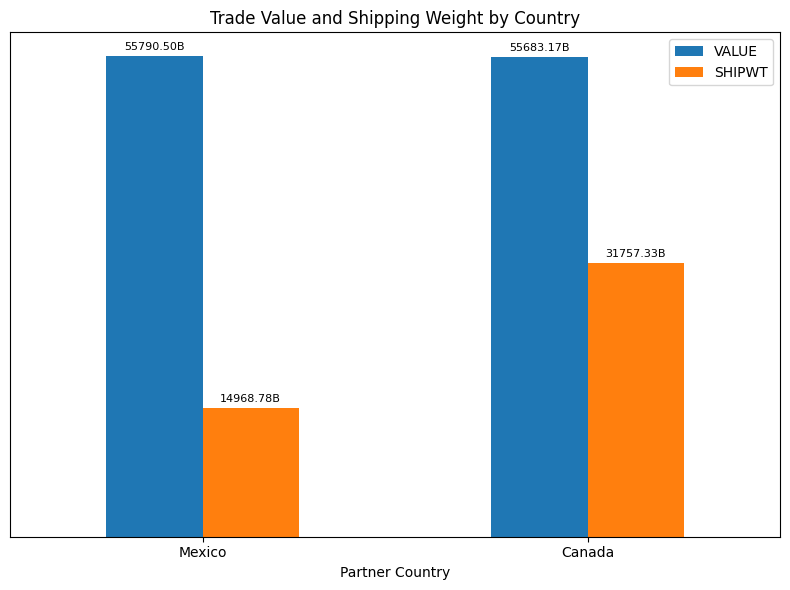 Trade Value and Shipping Weight by Country
55790.50B
55683.17B
VALUE
SHIPWT
31757.33B
14968.78B
Mexico
Canada
Partner Country